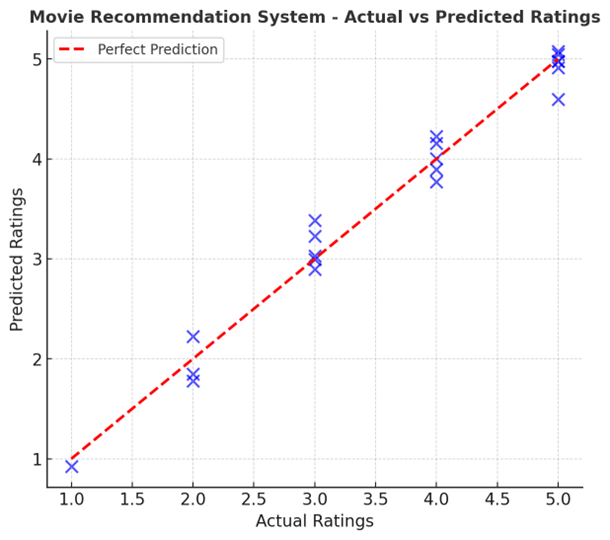 Movie Recommendation System - Actual vs Predicted Ratings
Perfect Prediction
5
4
3
2
1
Predicted Ratings
1.0 1.5 2.0 2.5 3.0 3.5 4.0 4.5 5.0
Actual Ratings